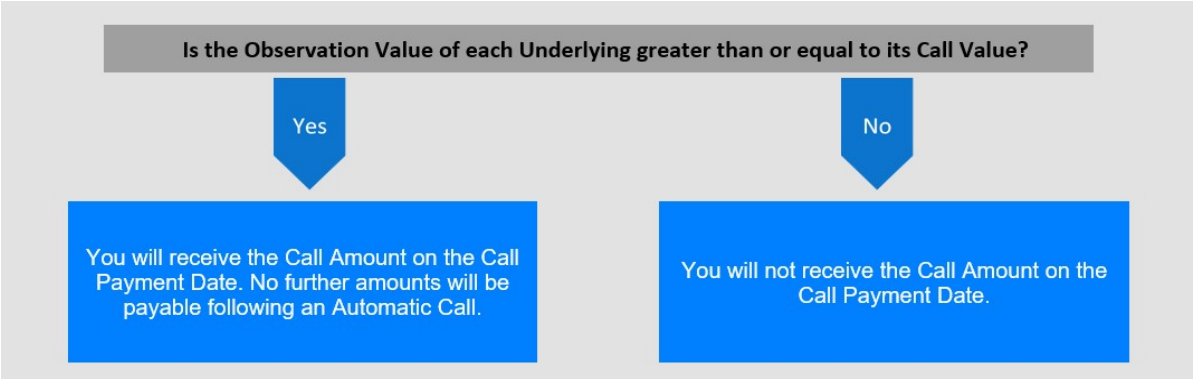 Is the Observation Value of each Underlying greater than or equal to its Call Value?
Yes
No
You will receive the Call Amount on the Call
Payment Date. No further amounts will be
payable following an Automatic Call.
You will not receive the Call Amount on the
Call Payment Date.